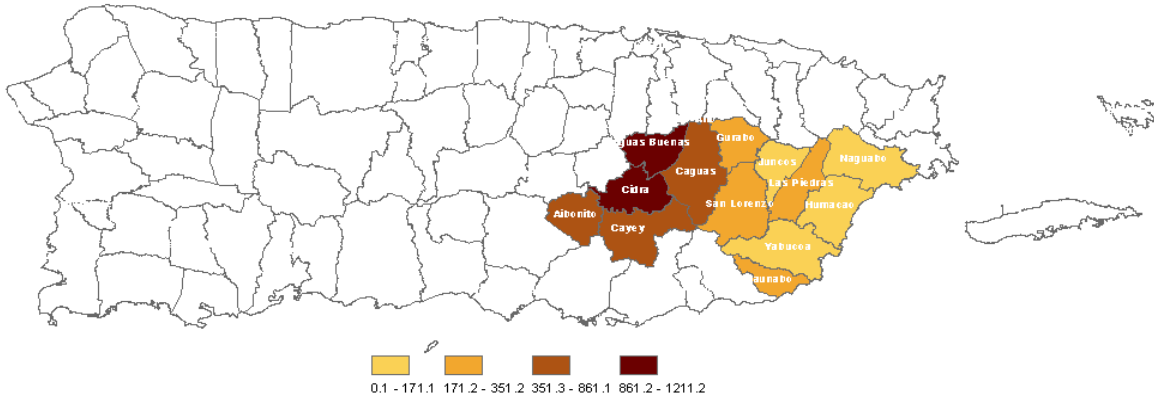 guas Buenas
Gurabo
Juncos
Naguabo
Caguas
Las Piedras
Cidra
San Lorenzo
Humacao
Aibonito
Cayey
Yabucoa
aunabo
0.1 - 171.1 171.2 - 351.2 351.3 - 861.1 861.2 - 1211.2